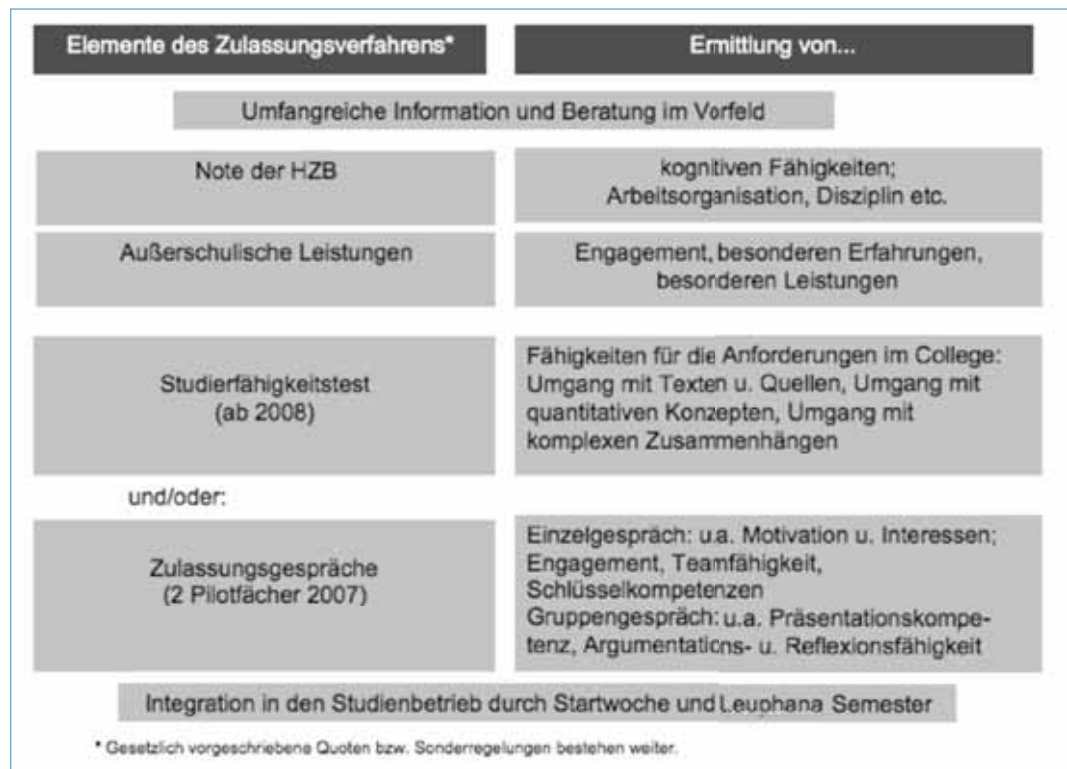 Elemente des Zulassungsverfahrens*
Ermittlung von...
Umfangreiche Information und Beratung im Vorfeld
Note der HZB
kognitiven Fähigkeiten;
Arbeitsorganisation, Disziplin etc.
Außerschulische Leistungen
Engagement, besonderen Erfahrungen,
besonderen Leistungen
Studierfähigkeitstest
(ab 2008)
Fähigkeiten für die Anforderungen im College:
Umgang mit Texten u. Quellen, Umgang mit
quantitativen Konzepten, Umgang mit
komplexen Zusammenhängen
und/oder:
Zulassungsgespräche
(2 Pilotfächer 2007)
Einzelgespräch: u.a. Motivation u. Interessen;
Engagement, Teamfähigkeit,
Schlüsselkompetenzen
Gruppengespräch: u.a. Präsentationskompe-
tenz, Argumentations- u. Reflexionsfähigkeit
Integration in den Studienbetrieb durch Startwoche und Leuphana Semester
* Gesetzlich vorgeschriebene Quoten bzw. Sonderregelungen bestehen weiter.